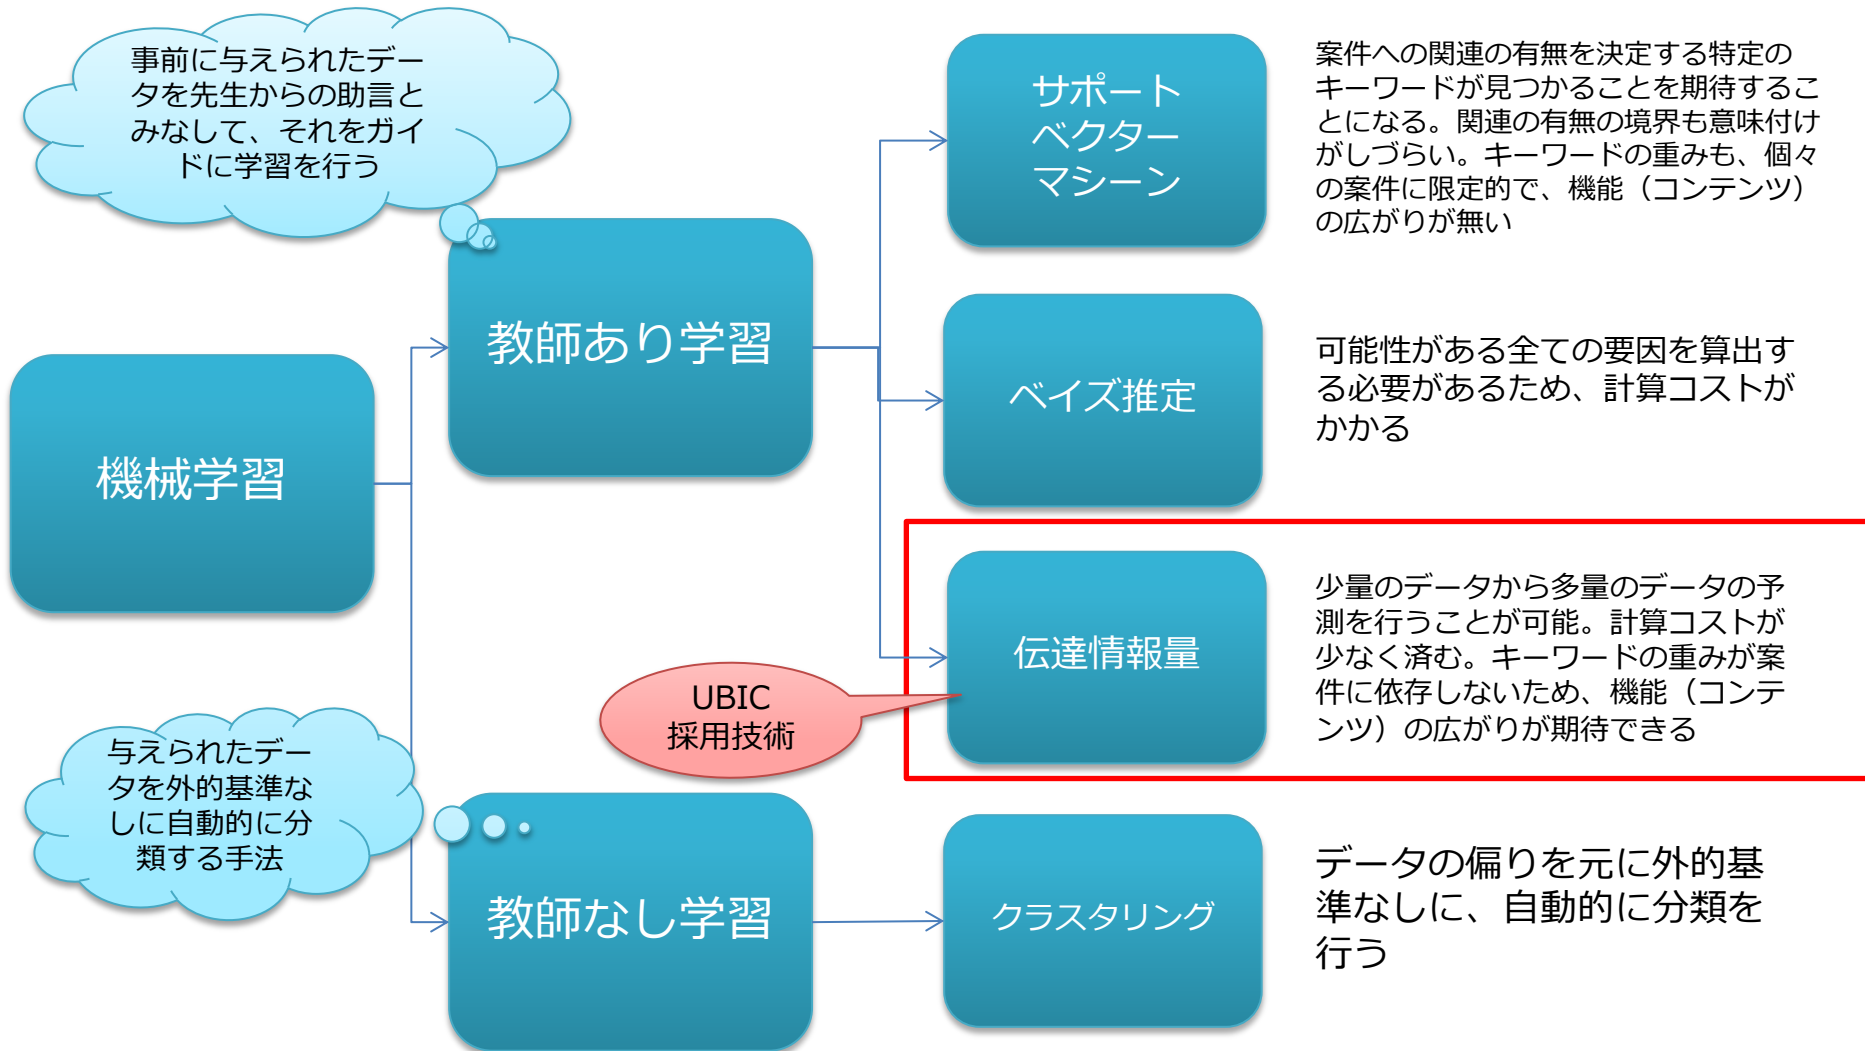 事前に与えられたデー
タを先生からの助言と
みなして、それをガイ
ドに学習を行う
サポート
ベクター
マシーン
案件への関連の有無を決定する特定の
キーワードが見つかることを期待するこ
とになる。関連の有無の境界も意味付け
がしづらい。キーワードの重みも、個々
の案件に限定的で、機能（コンテンツ）
の広がりが無い
教師あり学習
ベイズ推定
可能性がある全ての要因を算出す
る必要があるため、計算コストが
かかる
機械学習
伝達情報量
少量のデータから多量のデータの予
測を行うことが可能。計算コストが
少なく済む。キーワードの重みが案
件に依存しないため、機能（コンテ
ンツ）の広がりが期待できる
UBIC
採用技術
与えられたデー
タを外的基準な
しに自動的に分
類する手法
教師なし学習
クラスタリング
データの偏りを元に外的基
準なしに、自動的に分類を
行う